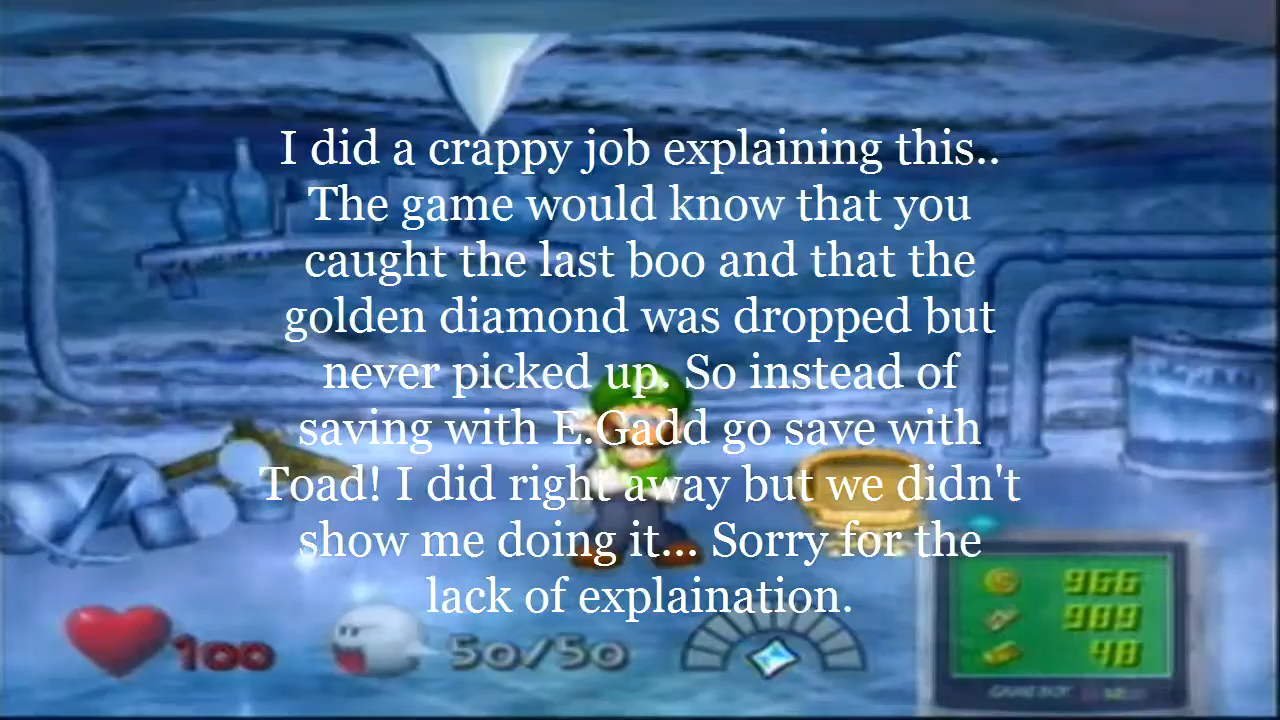 I did a crappy job explaining this..
The game would know that you
caught the last boo and that the
golden diamond was dropped but
never picked up. So instead of
saving with E.Gadd go save with
Toad! I did right away but we didn't
show me doing it... Sorry for the
lack of explaination.
966
989
48
100
50/50
GAME BOY